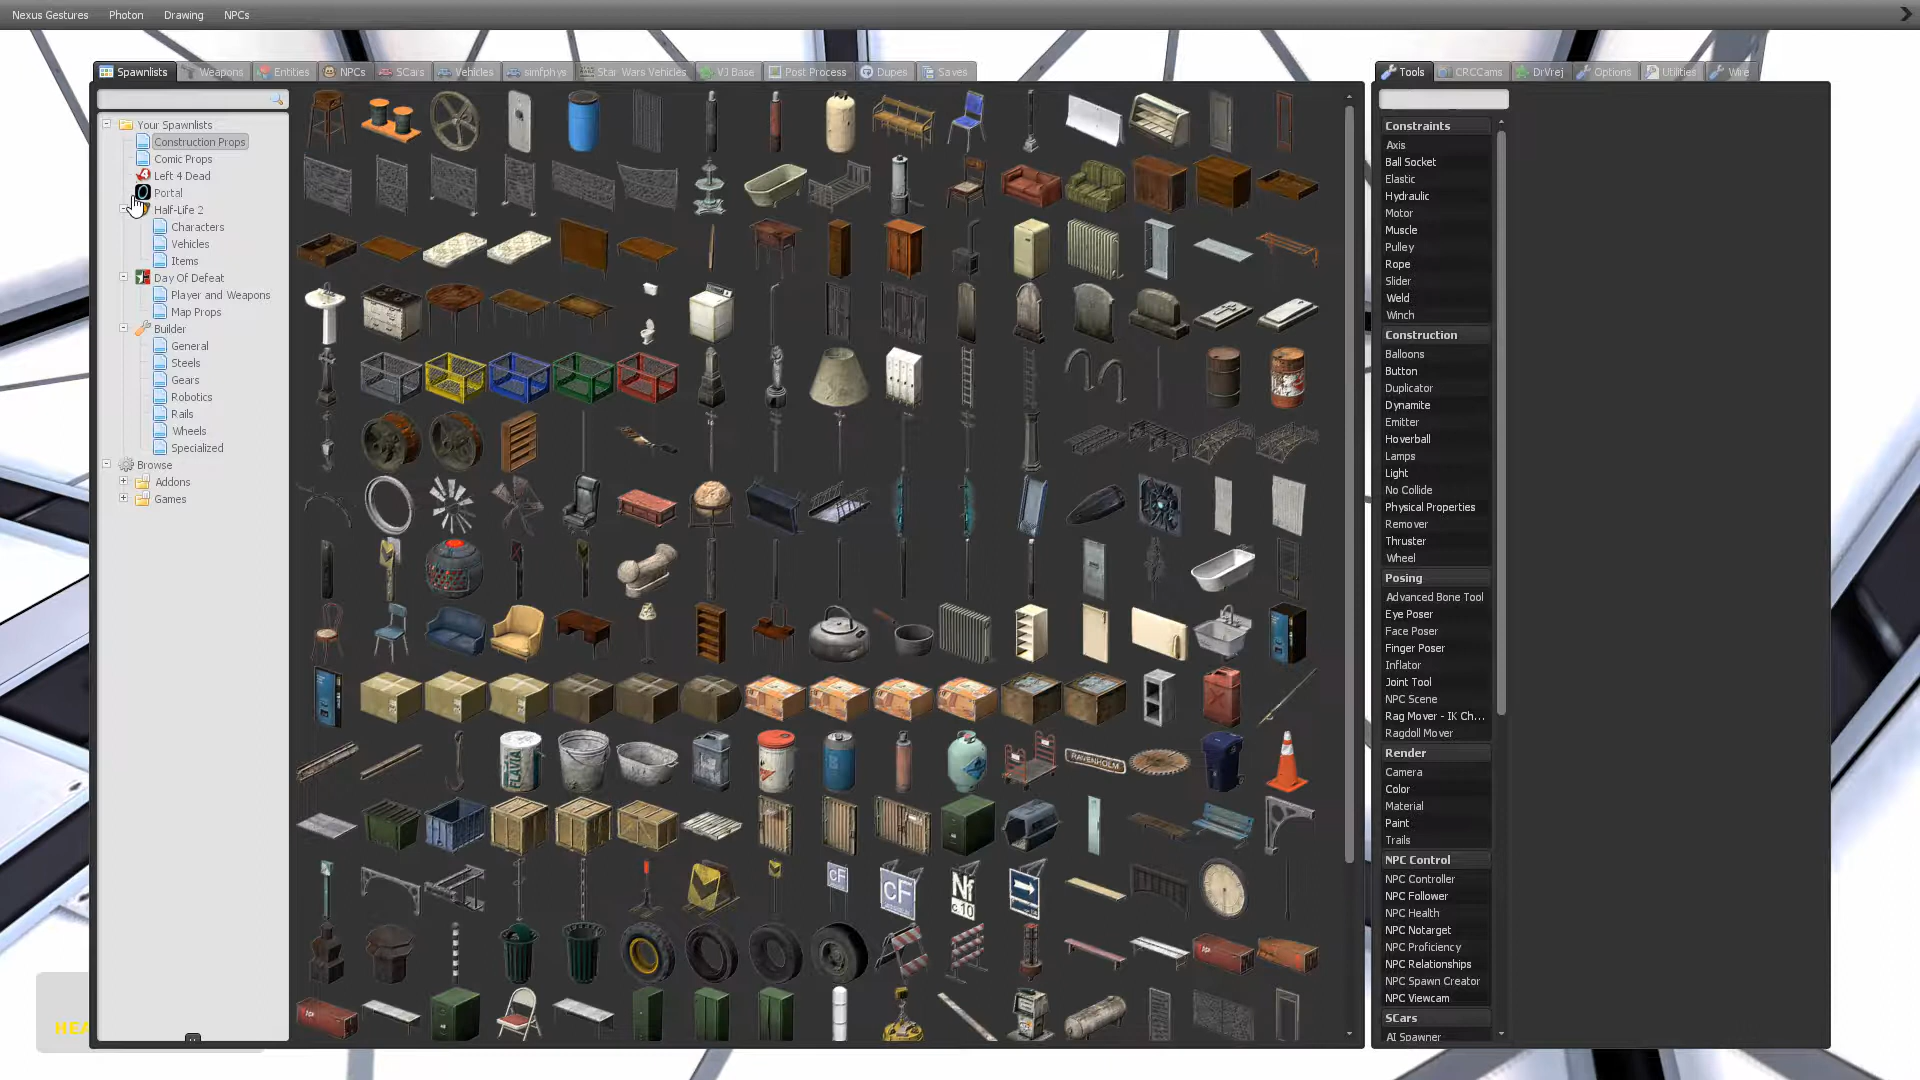 Nexus Gestures Photon Drawing NPCs
Spawnlists Weapons Entities NPCs SCars Vehicles simfphys Star Wars Vehicles VJ Base Post Process Dupes Saves
Tools CRCCams DrVrej Options Utilities Wire
Your Spawnlists
Construction Props
Comic Props
Left 4 Dead
Portal
Half-Life 2
Characters
Vehicles
Items
Day Of Defeat
Player and Weapons
Map Props
Builder
General
Steels
Gears
Robotics
Rails
Wheels
Specialized
Browse
Addons
Games
RAVENHOLM
cF
cF
Nf
c 10
HEA
Constraints
Axis
Ball Socket
Elastic
Hydraulic
Motor
Muscle
Pulley
Rope
Slider
Weld
Winch
Construction
Balloons
Button
Duplicator
Dynamite
Emitter
Hoverball
Lamps
Light
No Collide
Physical Properties
Remover
Thruster
Wheel
Posing
Advanced Bone Tool
Eye Poser
Face Poser
Finger Poser
Inflator
Joint Tool
NPC Scene
Rag Mover - IK Ch...
Ragdoll Mover
Render
Camera
Color
Material
Paint
Trails
NPC Control
NPC Controller
NPC Follower
NPC Health
NPC Notarget
NPC Proficiency
NPC Relationships
NPC Spawn Creator
NPC Viewcam
SCars
AI Spawner